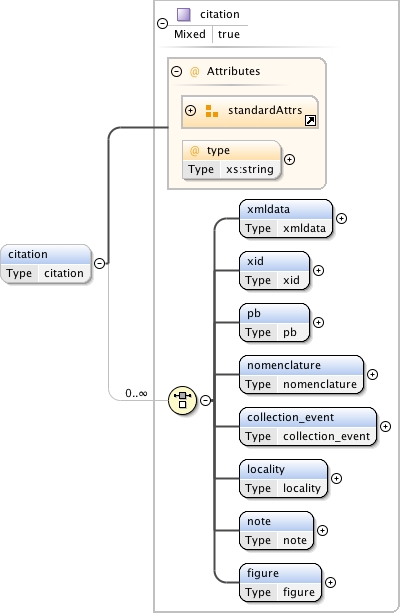 citation
Mixed true
@ Attributes
standardAttrs
@ type
Type xs:string
xmldata
Type xmldata
xid
Type xid
citation
Type citation
pb
Type pb
nomenclature
Type nomenclature
0..∞
collection_event
Type collection_event
locality
Type locality
note
Type note
figure
Type figure